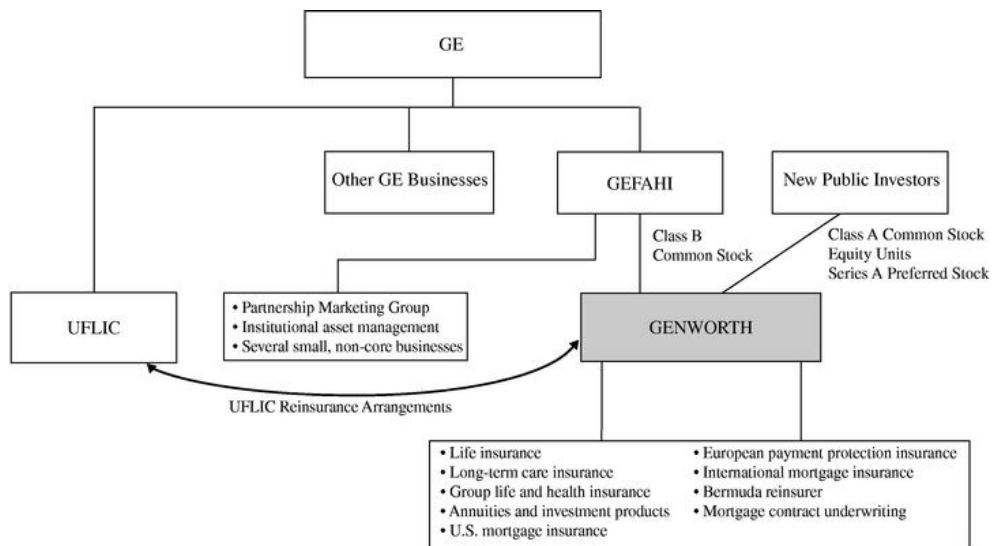 GE
Other GE Businesses
GEFAHI
New Public Investors
Class B
Common Stock
Class A Common Stock
Equity Units
Series A Preferred Stock
UFLIC
• Partnership Marketing Group
• Institutional asset management
• Several small, non-core businesses
GENWORTH
UFLIC Reinsurance Arrangements
• Life insurance
• Long-term care insurance
• Group life and health insurance
• Annuities and investment products
• U.S. mortgage insurance
• European payment protection insurance
• International mortgage insurance
• Bermuda reinsurer
• Mortgage contract underwriting